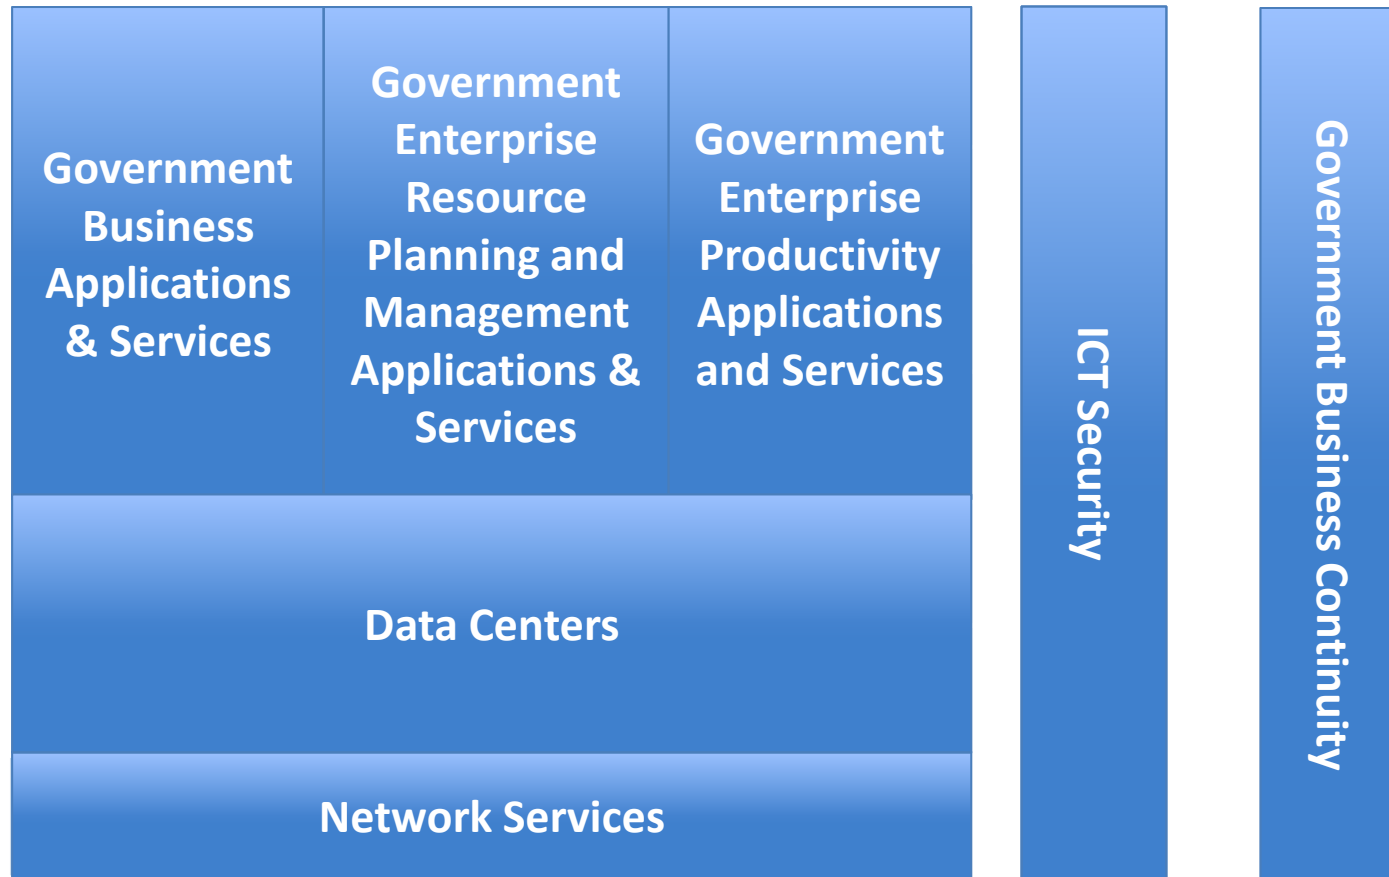 Government
Business
Applications
& Services
Government
Enterprise
Resource
Planning and
Management
Applications &
Services
Government
Enterprise
Productivity
Applications
and Services
Data Centers
Network Services
ICT Security
Government Business Continuity